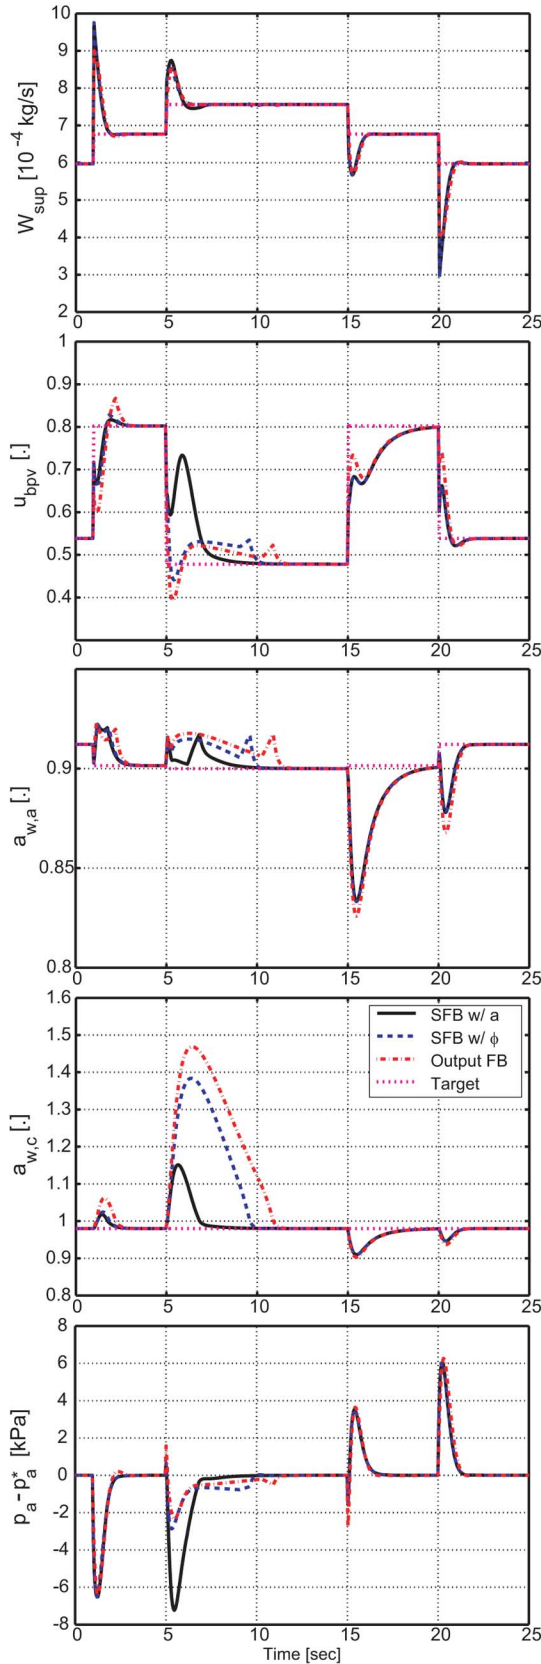 W_sup [10^-4 kg/s]
10
9
8
7
6
5
4
3
2
0 5 10 15 20 25
u_bpv [.]
1
0.9
0.8
0.7
0.6
0.5
0.4
0 5 10 15 20 25
a_w,a [.]
0.9
0.85
0.8
0 5 10 15 20 25
a_w,c [.]
1.6
1.5
1.4
1.3
1.2
1.1
1
0.9
0.8
SFB w/ a
SFB w/ ϕ
Output FB
Target
0 5 10 15 20 25
p_a - p_a^* [kPa]
8
6
4
2
0
-2
-4
-6
-8
0 5 10 15 20 25
Time [sec]